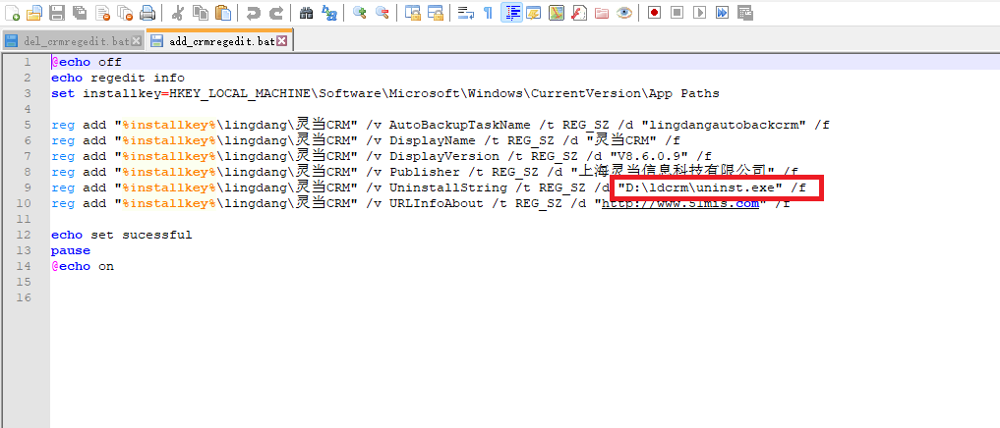 del_crmregedit.bat add_crmregedit.bat
1 @echo off
2 echo regedit info
3 set installkey=HKEY_LOCAL_MACHINE\Software\Microsoft\Windows\CurrentVersion\App Paths
4
5 reg add "%installkey%\lingdang\灵当CRM" /v AutoBackupTaskName /t REG_SZ /d "lingdangautobackcrm" /f
6 reg add "%installkey%\lingdang\灵当CRM" /v DisplayName /t REG_SZ /d "灵当CRM" /f
7 reg add "%installkey%\lingdang\灵当CRM" /v DisplayVersion /t REG_SZ /d "V8.6.0.9" /f
8 reg add "%installkey%\lingdang\灵当CRM" /v Publisher /t REG_SZ /d "上海灵当信息科技有限公司" /f
9 reg add "%installkey%\lingdang\灵当CRM" /v UninstallString /t REG_SZ /d "D:\ldcrm\uninst.exe" /f
10 reg add "%installkey%\lingdang\灵当CRM" /v URLInfoAbout /t REG_SZ /d "http://www.51mis.com" /f
11
12 echo set sucessful
13 pause
14 @echo on
15
16